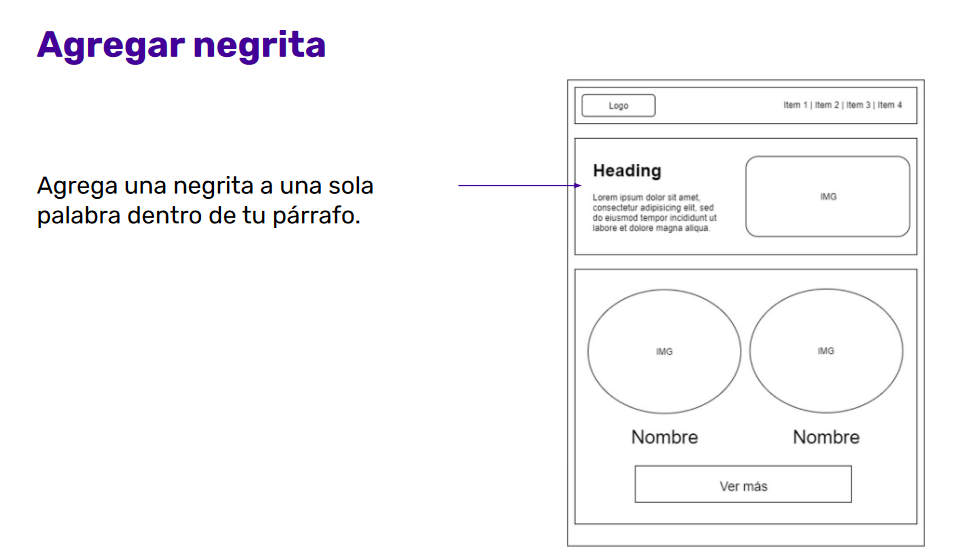 Agregar negrita
Agrega una negrita a una sola
palabra dentro de tu párrafo.
Logo
Item 1 | Item 2 | Item 3 | Item 4
Heading
Lorem ipsum dolor sit amet,
consectetur adipisicing elit, sed
do eiusmod tempor incididunt ut
labore et dolore magna aliqua.
IMG
IMG
IMG
Nombre
Nombre
Ver más